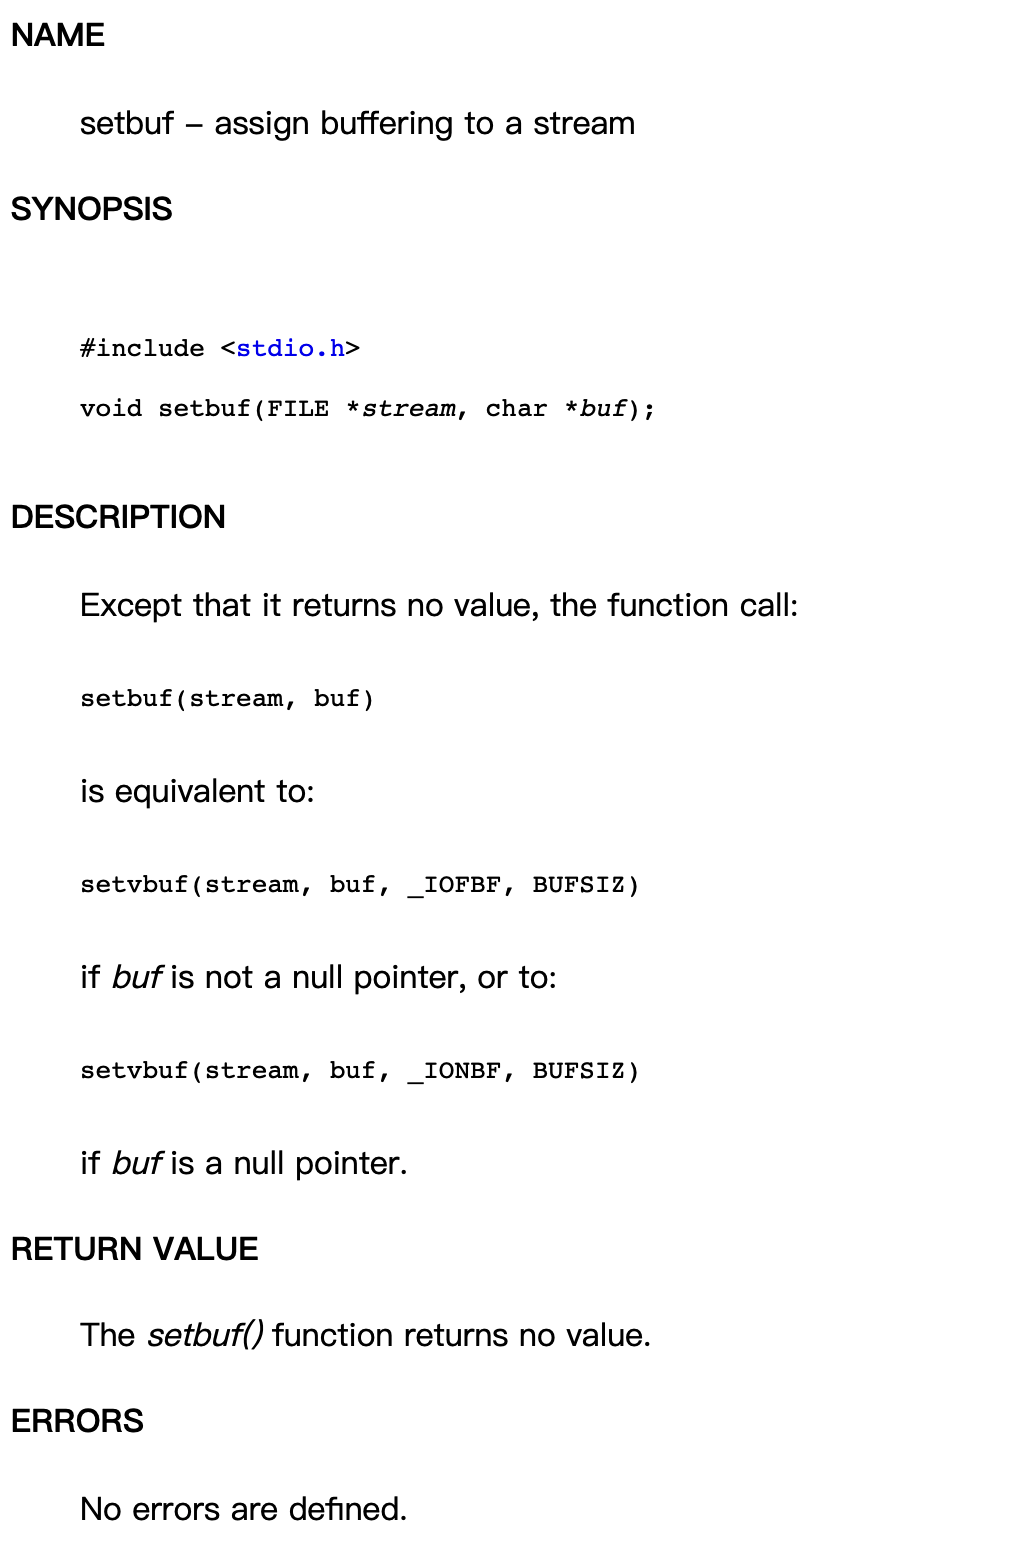 NAME
setbuf – assign buffering to a stream
SYNOPSIS
#include <stdio.h>
void setbuf(FILE *stream, char *buf);
DESCRIPTION
Except that it returns no value, the function call:
setbuf(stream, buf)
is equivalent to:
setvbuf(stream, buf, _IOFBF, BUFSIZ)
if buf is not a null pointer, or to:
setvbuf(stream, buf, _IONBF, BUFSIZ)
if buf is a null pointer.
RETURN VALUE
The setbuf() function returns no value.
ERRORS
No errors are defined.